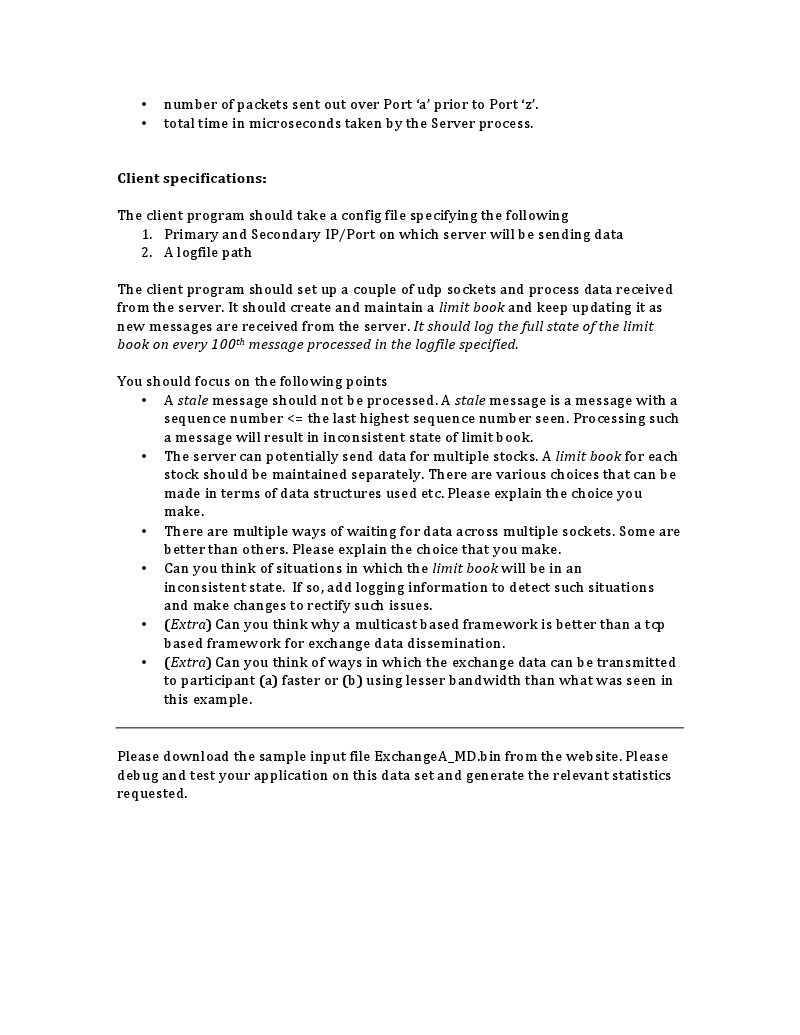 • number of packets sent out over Port ‘a’ prior to Port ‘z’.
• total time in microseconds taken by the Server process.
Client specifications:
The client program should take a config file specifying the following
1. Primary and Secondary IP/Port on which server will be sending data
2. A logfile path
The client program should set up a couple of udp sockets and process data received
from the server. It should create and maintain a limit book and keep updating it as
new messages are received from the server. It should log the full state of the limit
book on every 100th message processed in the logfile specified.
You should focus on the following points
• A stale message should not be processed. A stale message is a message with a
sequence number <= the last highest sequence number seen. Processing such
a message will result in inconsistent state of limit book.
• The server can potentially send data for multiple stocks. A limit book for each
stock should be maintained separately. There are various choices that can be
made in terms of data structures used etc. Please explain the choice you
make.
• There are multiple ways of waiting for data across multiple sockets. Some are
better than others. Please explain the choice that you make.
• Can you think of situations in which the limit book will be in an
inconsistent state.  If so, add logging information to detect such situations
and make changes to rectify such issues.
• (Extra) Can you think why a multicast based framework is better than a tcp
based framework for exchange data dissemination.
• (Extra) Can you think of ways in which the exchange data can be transmitted
to participant (a) faster or (b) using lesser bandwidth than what was seen in
this example.
Please download the sample input file ExchangeA_MD.bin from the website. Please
debug and test your application on this data set and generate the relevant statistics
requested.